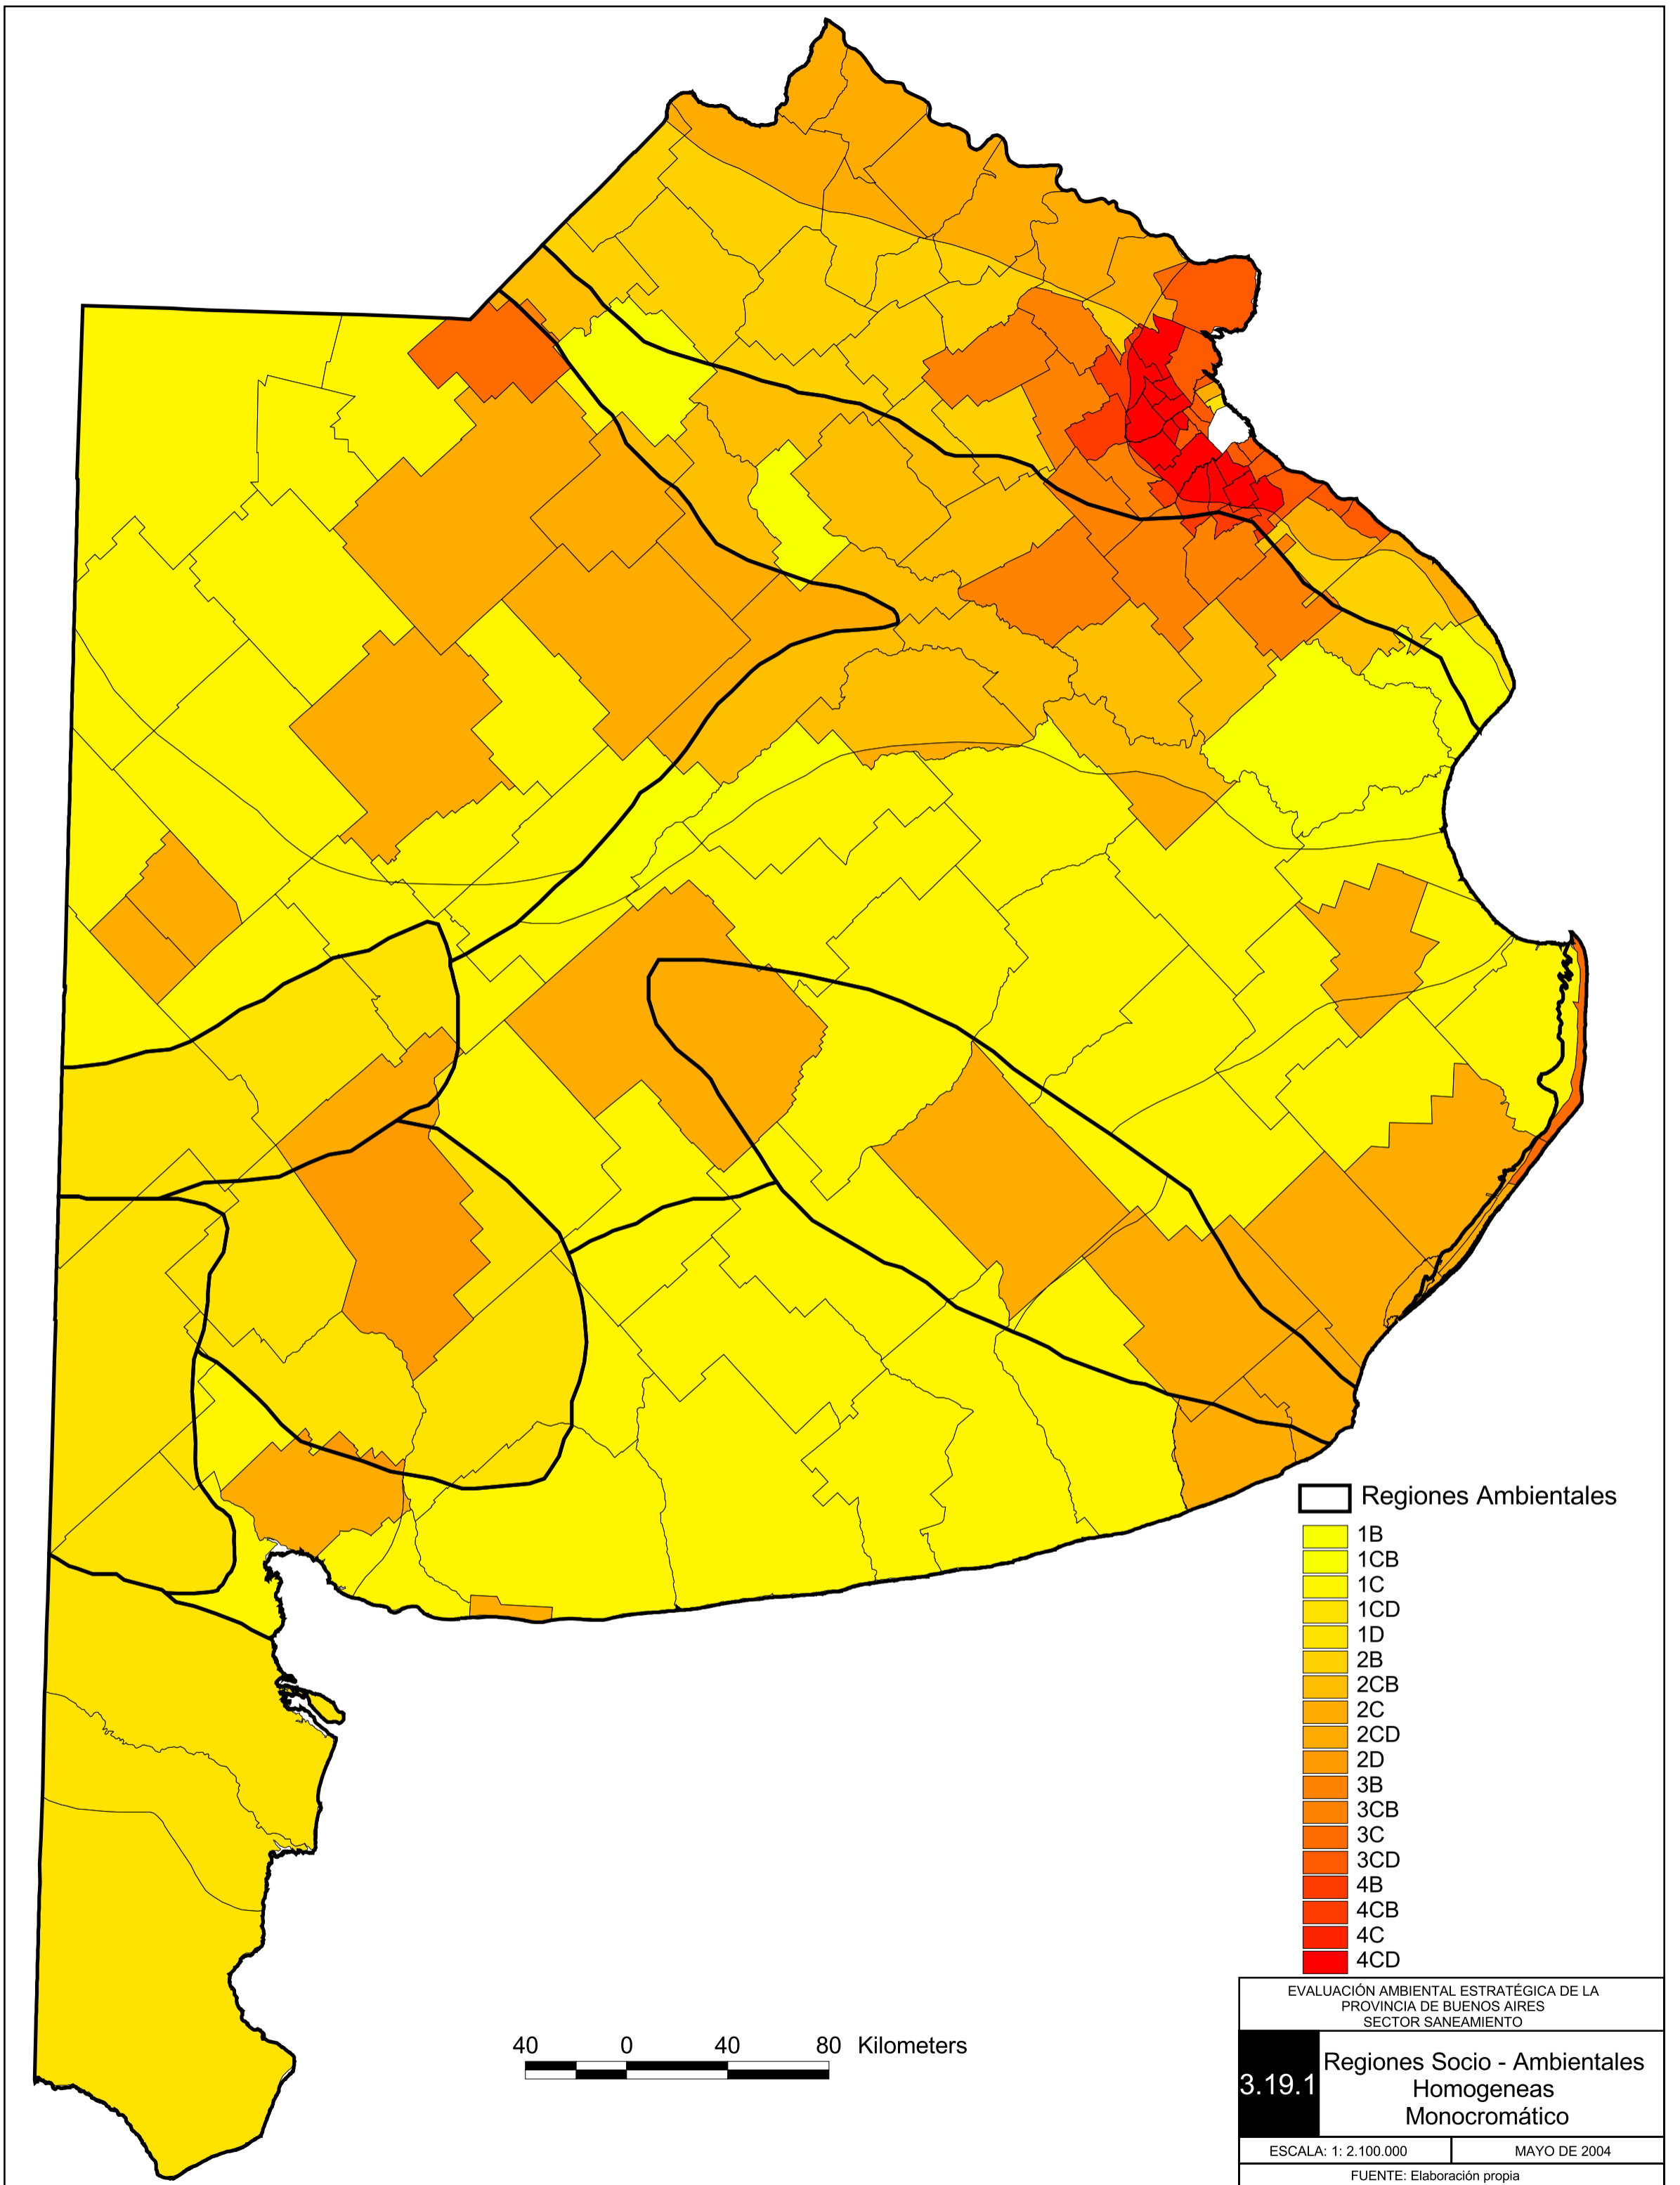 Regiones Ambientales
1B
1CB
1C
1CD
1D
2B
2CB
2C
2CD
2D
3B
3CB
3C
3CD
4B
4CB
4C
4CD
40 0 40 80 Kilometers
EVALUACIÓN AMBIENTAL ESTRATÉGICA DE LA
PROVINCIA DE BUENOS AIRES
SECTOR SANEAMIENTO
3.19.1
Regiones Socio - Ambientales
Homogeneas
Monocromático
ESCALA: 1: 2.100.000
MAYO DE 2004
FUENTE: Elaboración propia